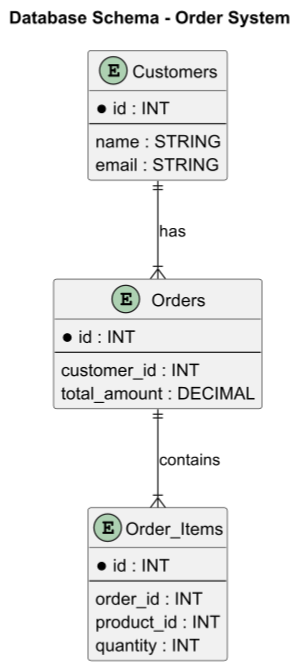 Database Schema - Order System
E Customers
● id : INT
name : STRING
email : STRING
has
E Orders
● id : INT
customer_id : INT
total_amount : DECIMAL
contains
E Order_Items
● id : INT
order_id : INT
product_id : INT
quantity : INT